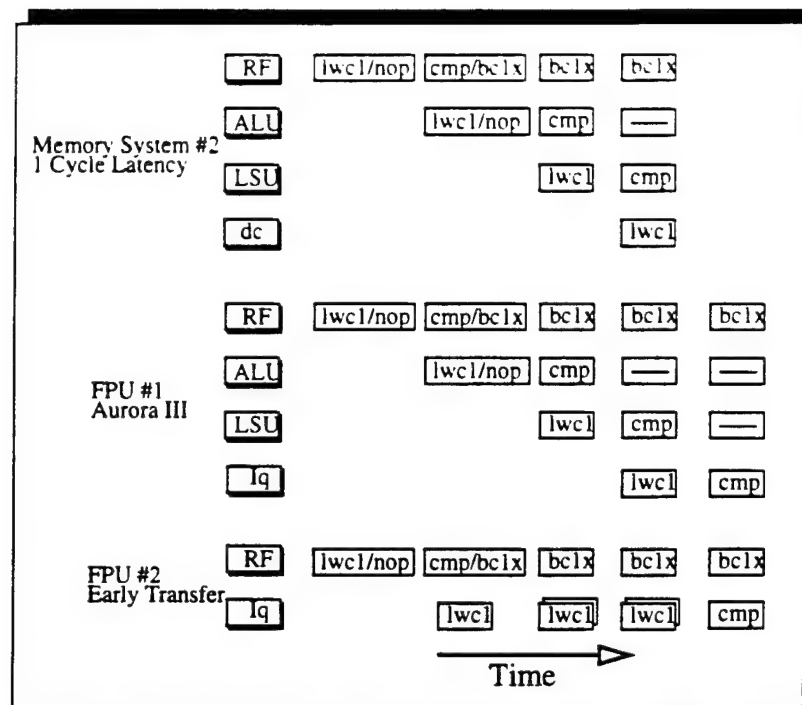 RF lwc1/nop cmp/bc1x bc1x bc1x
ALU lwc1/nop cmp —
Memory System #2
1 Cycle Latency
LSU lwc1 cmp
dc lwc1
RF lwc1/nop cmp/bc1x bc1x bc1x bc1x
ALU lwc1/nop cmp — —
FPU #1
Aurora III
LSU lwc1 cmp —
lq lwc1 cmp
RF lwc1/nop cmp/bc1x bc1x bc1x bc1x
FPU #2
Early Transfer
lq lwc1 lwc1 lwc1 cmp
Time